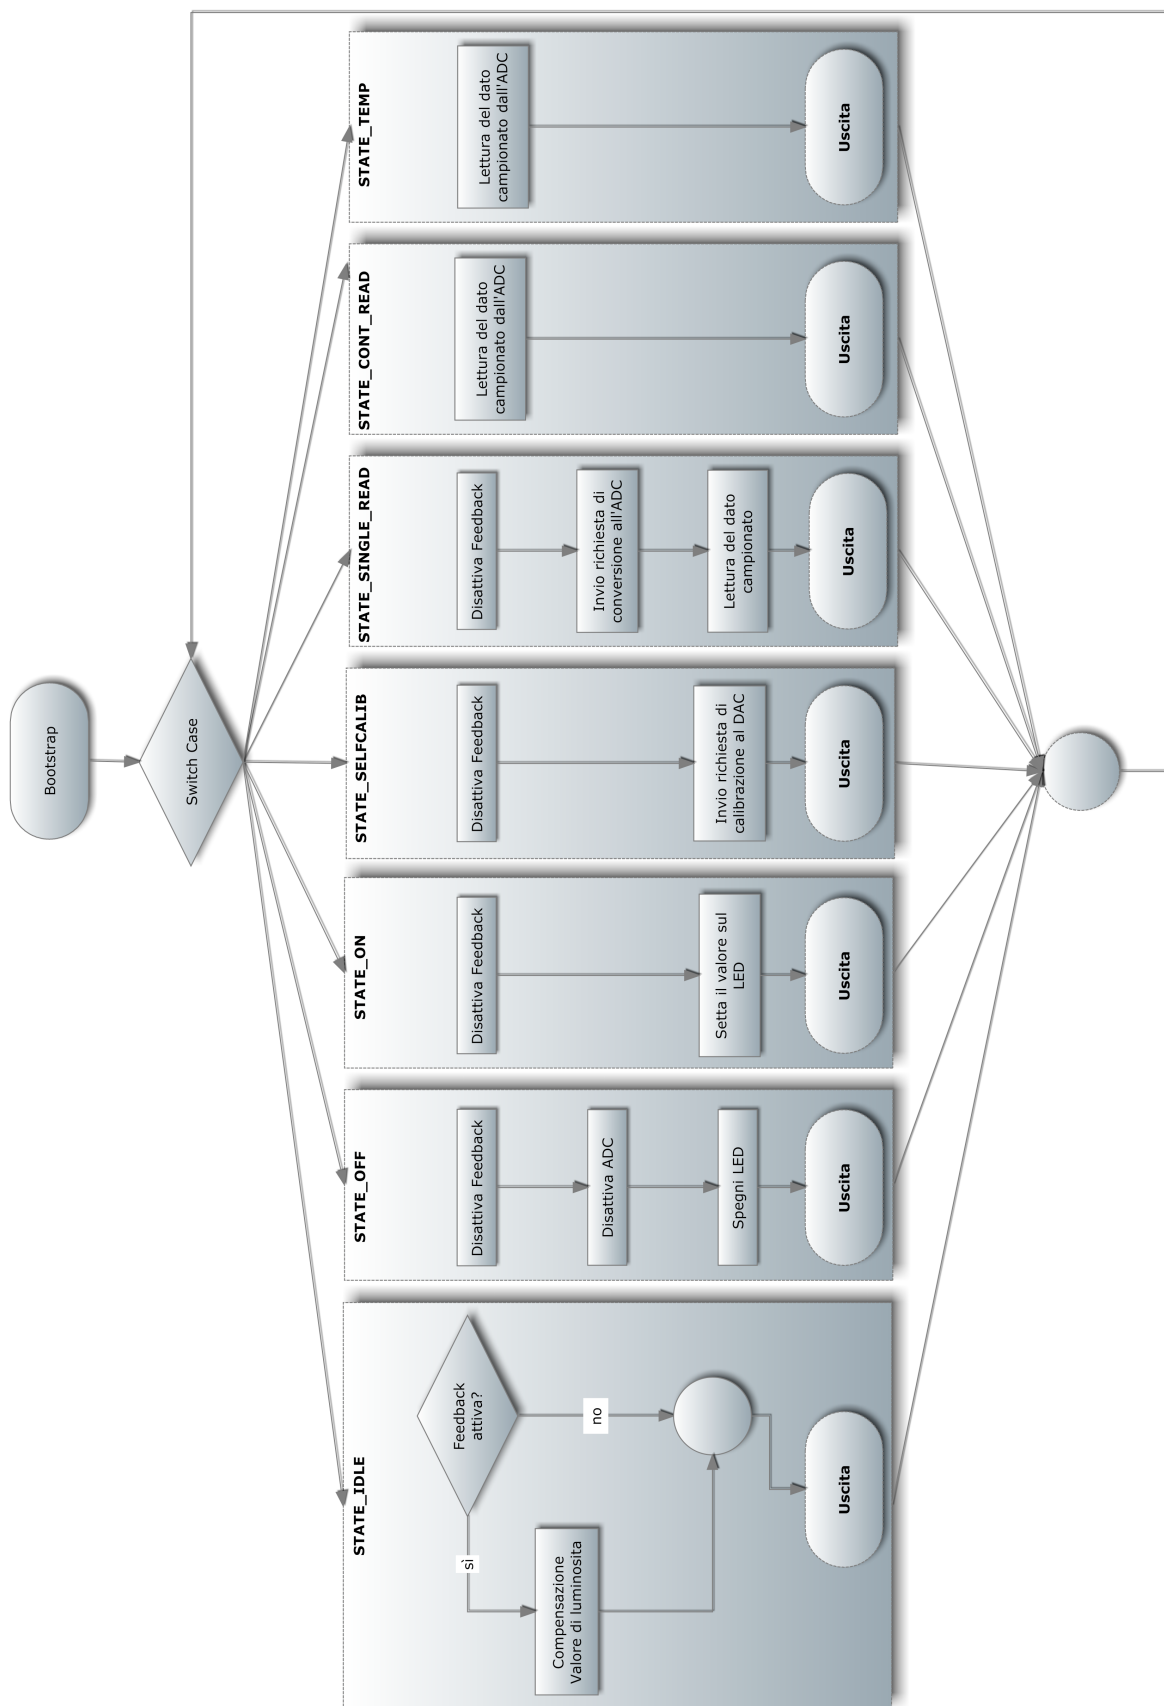 Bootstrap
Switch Case
STATE_IDLE
Feedback
attiva?
sì
no
Compensazione
Valore di luminosita
Uscita
STATE_OFF
Disattiva Feedback
Disattiva ADC
Spegni LED
Uscita
STATE_ON
Disattiva Feedback
Setta il valore sul
LED
Uscita
STATE_SELFCALIB
Disattiva Feedback
Invio richiesta di
calibrazione al DAC
Uscita
STATE_SINGLE_READ
Disattiva Feedback
Invio richiesta di
conversione all'ADC
Lettura del dato
campionato
Uscita
STATE_CONT_READ
Lettura del dato
campionato dall'ADC
Uscita
STATE_TEMP
Lettura del dato
campionato dall'ADC
Uscita